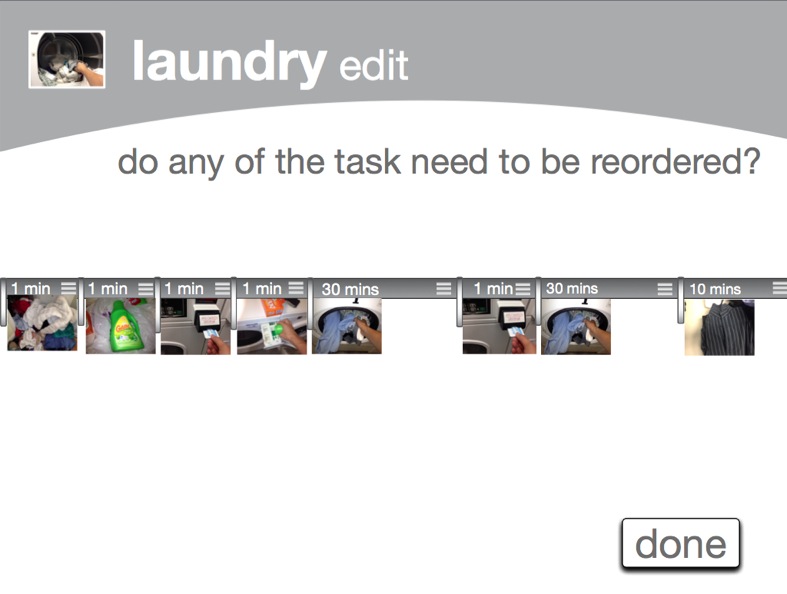 laundry edit
do any of the task need to be reordered?
1 min 1 min 1 min 1 min 30 mins 1 min 30 mins 10 mins
done